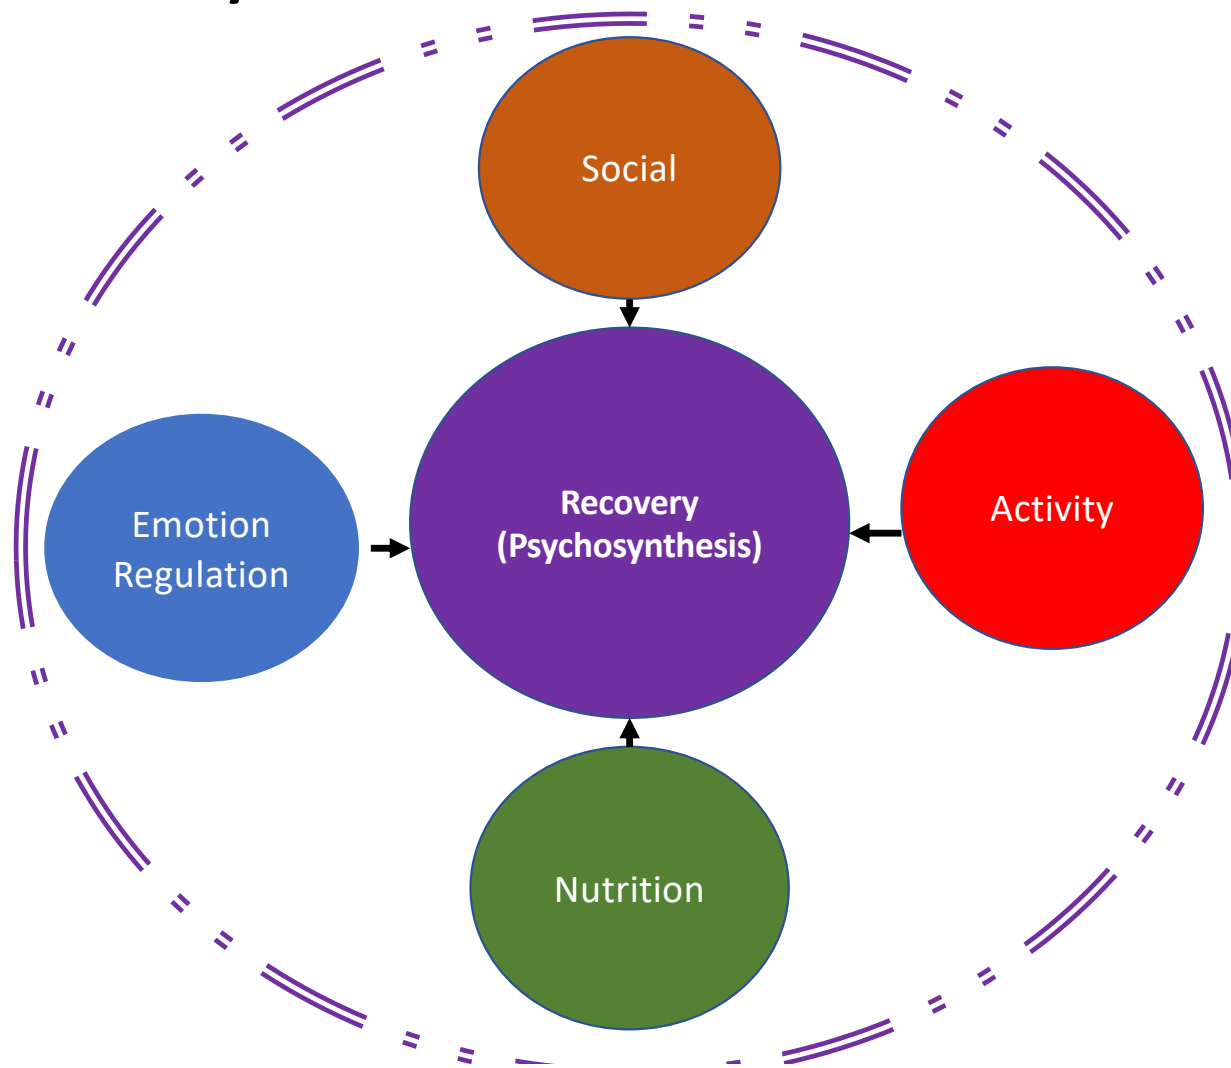 Social
Emotion
Regulation
Recovery
(Psychosynthesis)
Activity
Nutrition